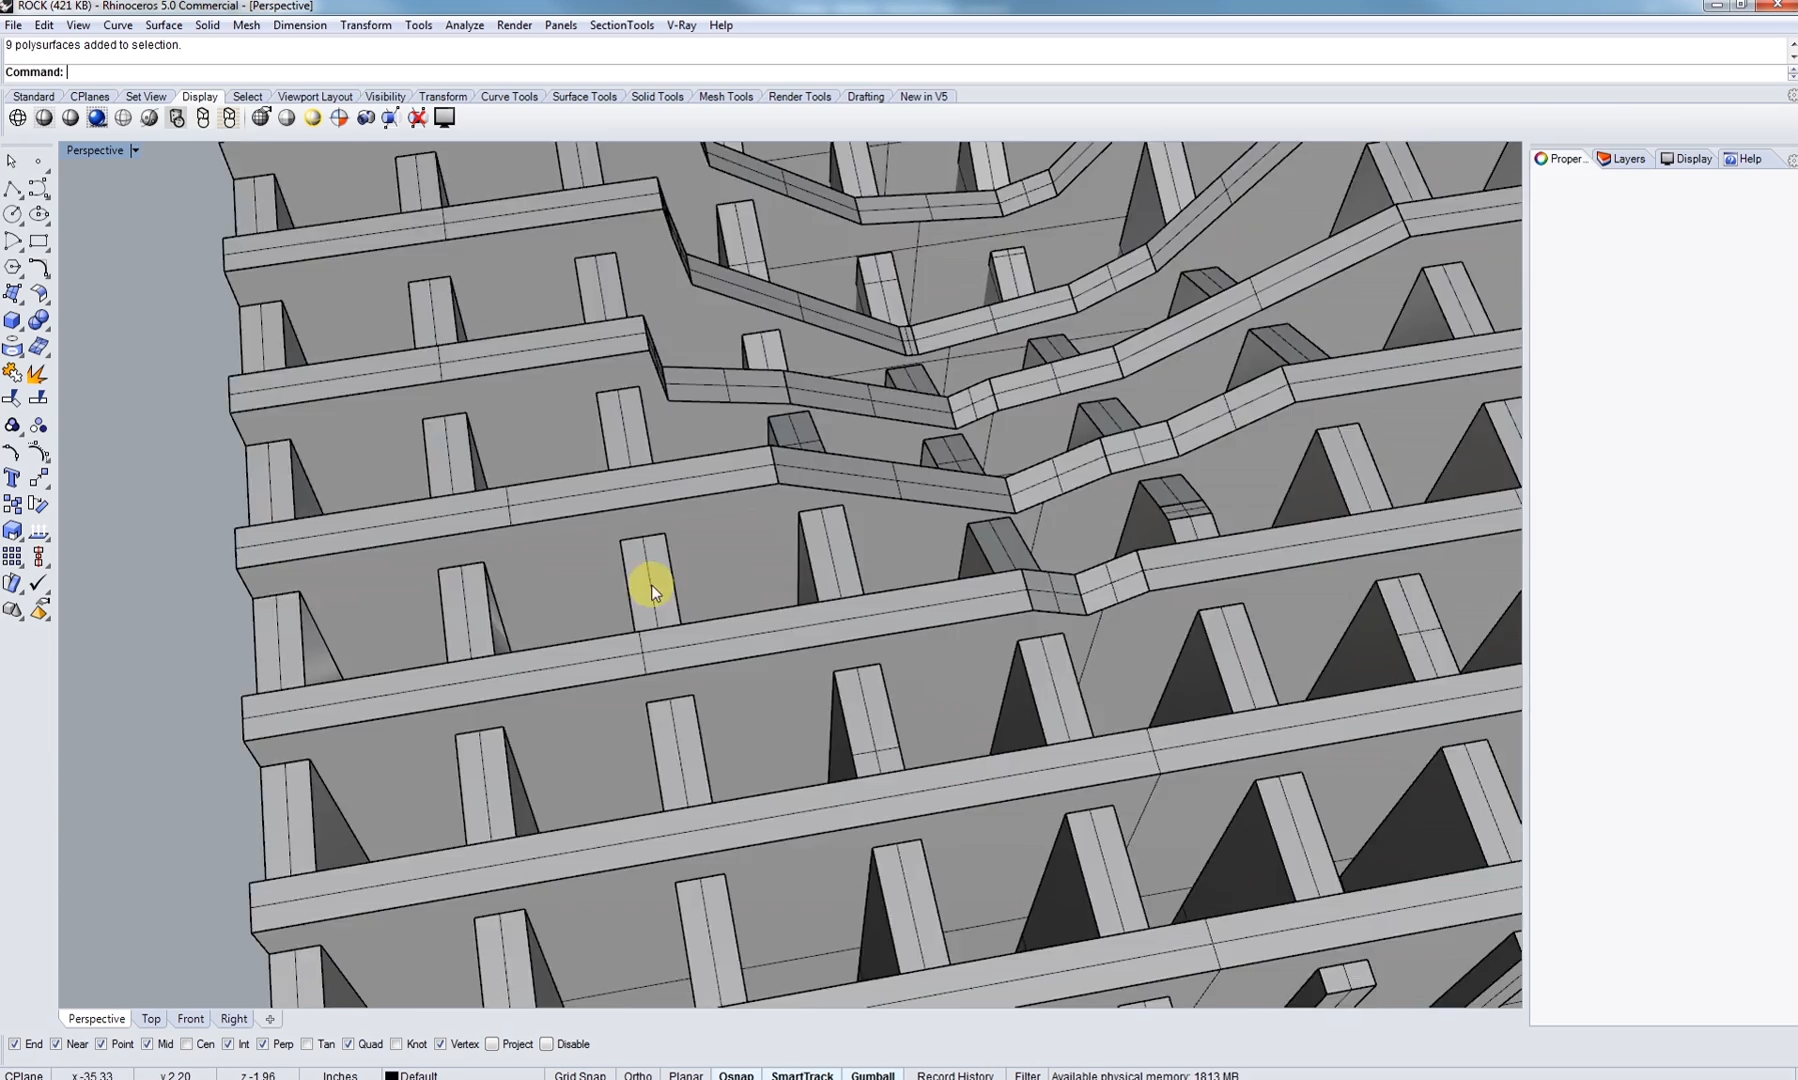 ROCK (421 KB) - Rhinoceros 5.0 Commercial - [Perspective]
File Edit View Curve Surface Solid Mesh Dimension Transform Tools Analyze Render Panels SectionTools V-Ray Help
9 polysurfaces added to selection.
Command:
Standard CPlanes Set View Display Select Viewport Layout Visibility Transform Curve Tools Surface Tools Solid Tools Mesh Tools Render Tools Drafting New in V5
Perspective
Proper... Layers Display Help
Perspective Top Front Right
End Near Point Mid Cen Int Perp Tan Quad Knot Vertex Project Disable
CPlane x -35.33 y 2.20 z -1.96 Inches Default Grid Snap Ortho Planar Osnap SmartTrack Gumball Record History Filter Available physical memory: 1813 MB